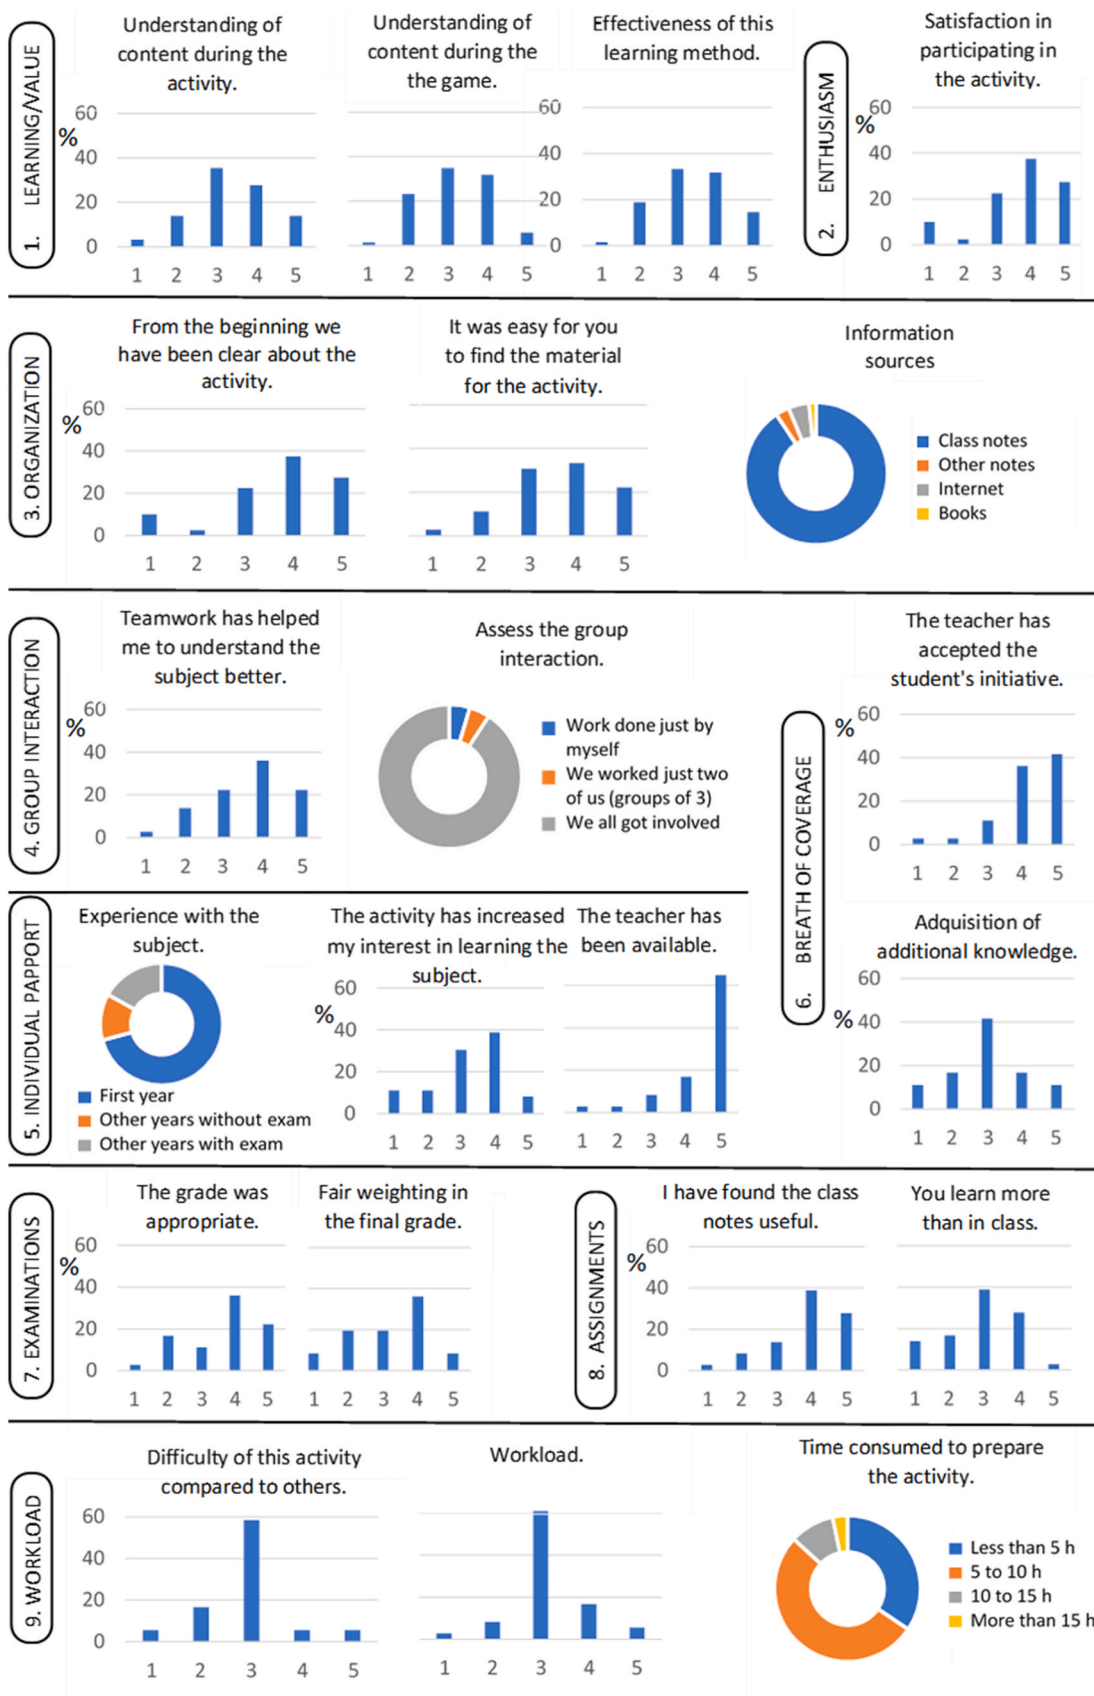 1. LEARNING/VALUE
Understanding of
content during the
activity.
%
60
40
20
0
1 2 3 4 5
Understanding of
content during the
the game.
1 2 3 4 5
Effectiveness of this
learning method.
60
40
20
0
1 2 3 4 5
2. ENTHUSIASM
Satisfaction in
participating in
the activity.
%
60
40
20
0
1 2 3 4 5
3. ORGANIZATION
From the beginning we
have been clear about the
activity.
%
60
40
20
0
1 2 3 4 5
It was easy for you
to find the material
for the activity.
1 2 3 4 5
Information
sources
Class notes
Other notes
Internet
Books
4. GROUP INTERACTION
Teamwork has helped
me to understand the
subject better.
%
60
40
20
0
1 2 3 4 5
Assess the group
interaction.
Work done just by
myself
We worked just two
of us (groups of 3)
We all got involved
5. INDIVIDUAL PAPPORT
Experience with the
subject.
First year
Other years without exam
Other years with exam
The activity has increased
my interest in learning the
subject.
%
60
40
20
0
1 2 3 4 5
The teacher has
been available.
1 2 3 4 5
6. BREATH OF COVERAGE
The teacher has
accepted the
student's initiative.
%
60
40
20
0
1 2 3 4 5
Adquisition of
additional knowledge.
%
60
40
20
0
1 2 3 4 5
7. EXAMINATIONS
The grade was
appropriate.
%
60
40
20
0
1 2 3 4 5
Fair weighting in
the final grade.
1 2 3 4 5
8. ASSIGNMENTS
I have found the class
notes useful.
%
60
40
20
0
1 2 3 4 5
You learn more
than in class.
1 2 3 4 5
9. WORKLOAD
Difficulty of this activity
compared to others.
60
40
20
0
1 2 3 4 5
Workload.
1 2 3 4 5
Time consumed to prepare
the activity.
Less than 5 h
5 to 10 h
10 to 15 h
More than 15 h